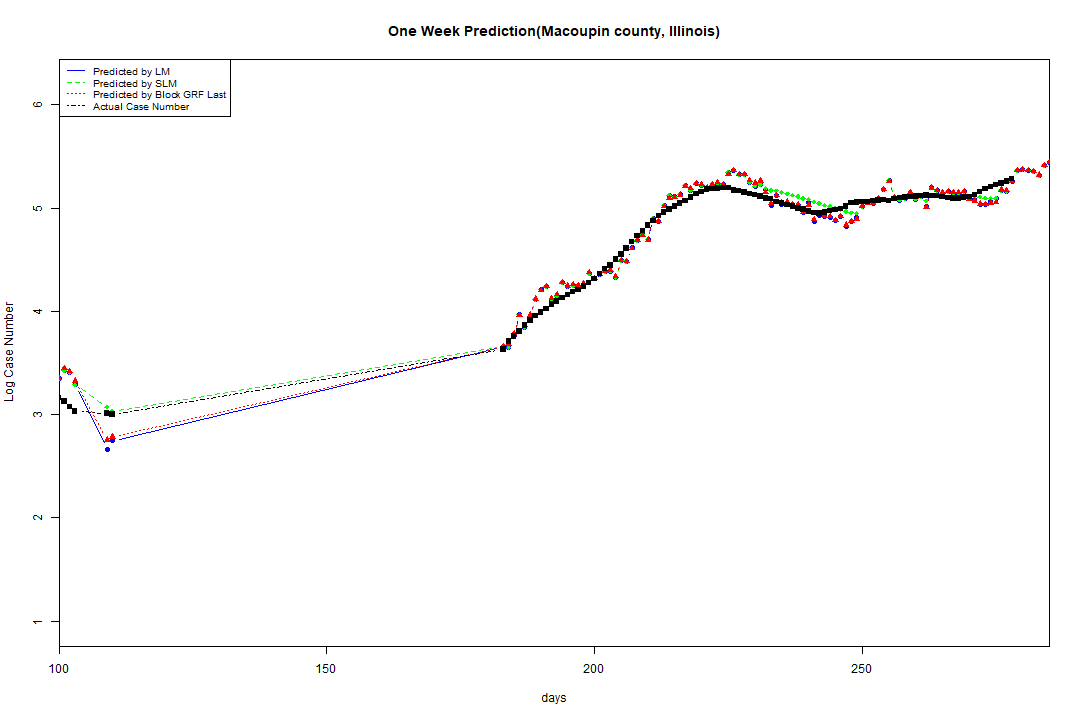 One Week Prediction(Macoupin county, Illinois)
Predicted by LM
Predicted by SLM
Predicted by Block GRF Last
Actual Case Number
6
5
4
3
2
1
Log Case Number
100 150 200 250
days